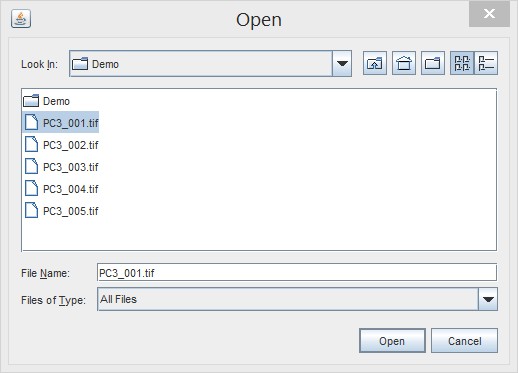 Open
Look In: Demo
Demo
PC3_001.tif
PC3_002.tif
PC3_003.tif
PC3_004.tif
PC3_005.tif
File Name: PC3_001.tif
Files of Type: All Files
Open Cancel